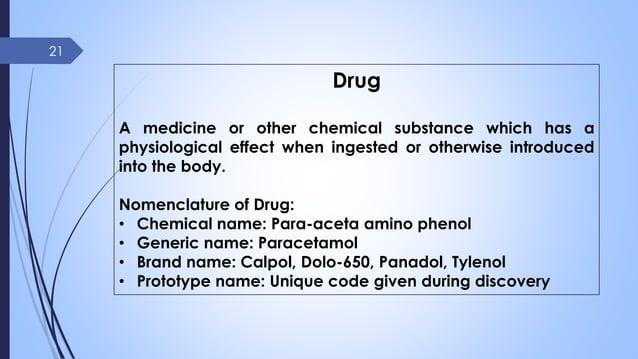 21
Drug
A medicine or other chemical substance which has a
physiological effect when ingested or otherwise introduced
into the body.
Nomenclature of Drug:
• Chemical name: Para-aceta amino phenol
• Generic name: Paracetamol
• Brand name: Calpol, Dolo-650, Panadol, Tylenol
• Prototype name: Unique code given during discovery